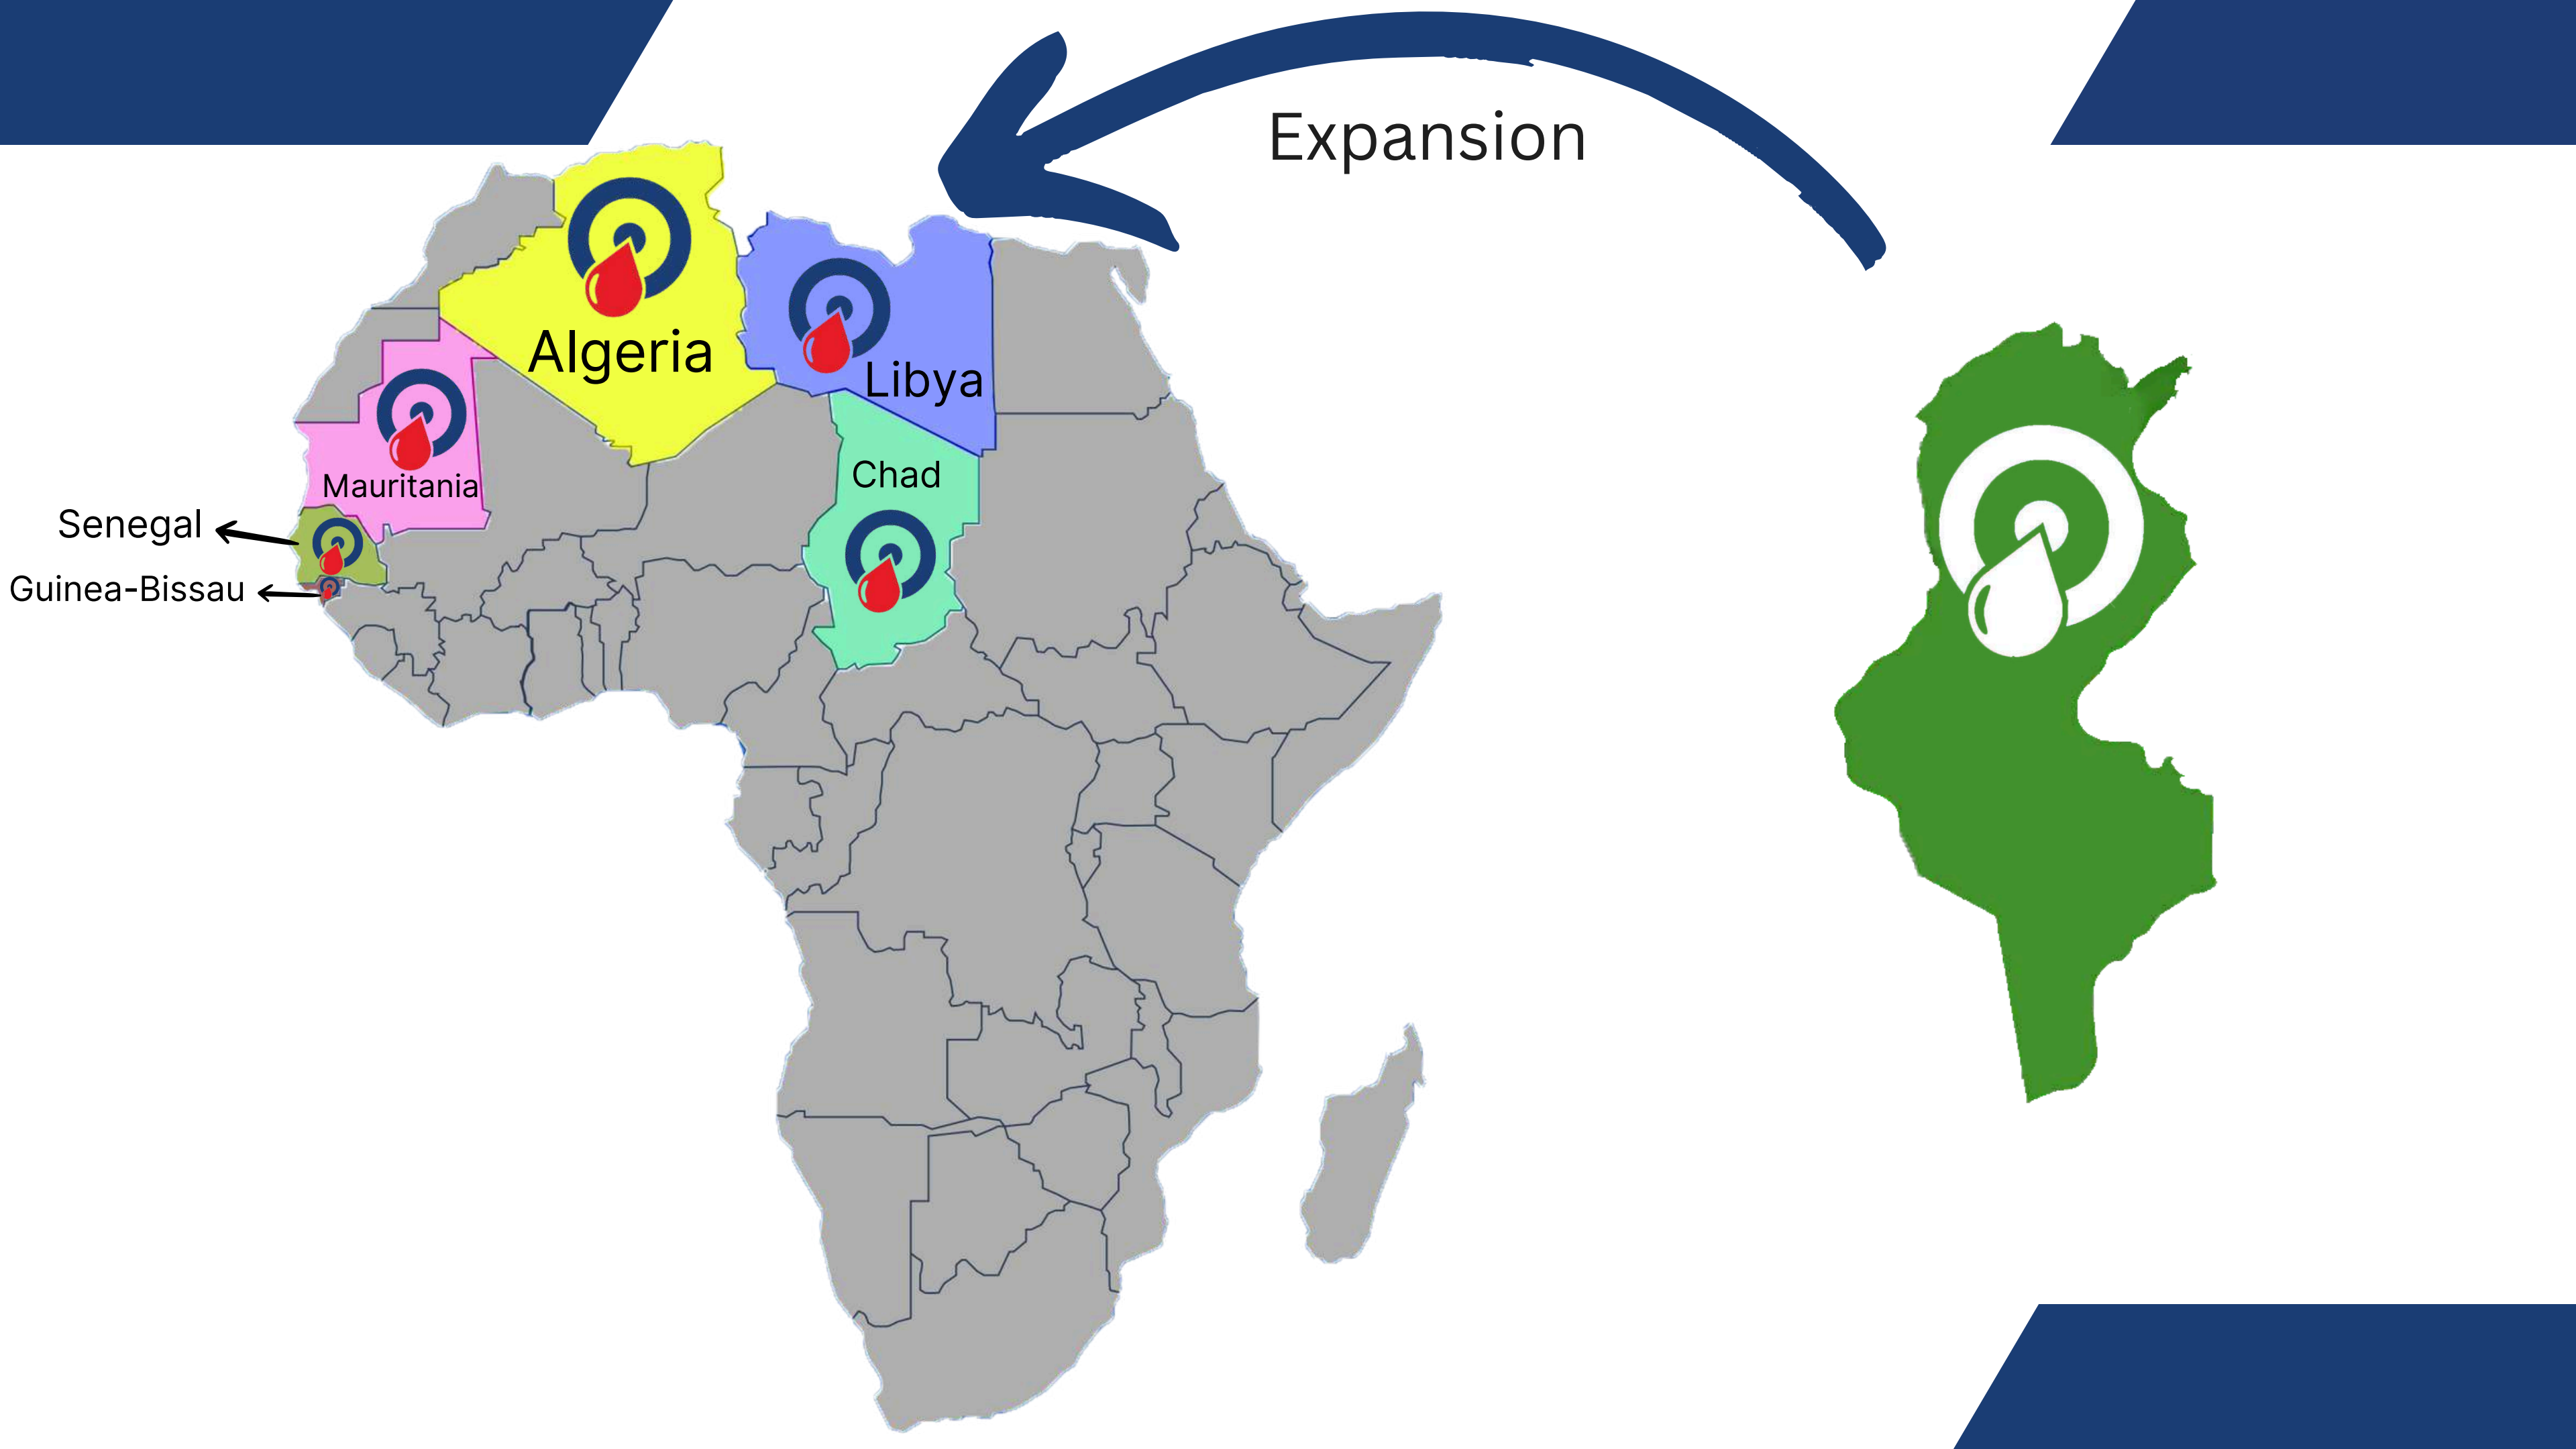 Expansion
Algeria
Libya
Chad
Mauritania
Senegal
Guinea-Bissau